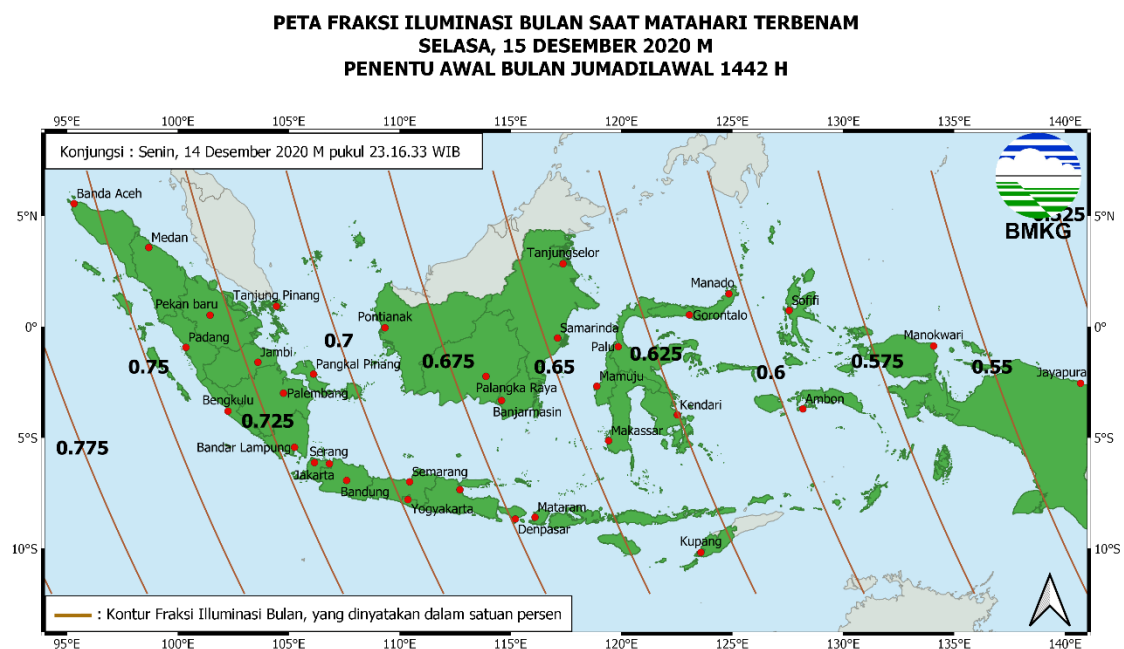 PETA FRAKSI ILUMINASI BULAN SAAT MATAHARI TERBENAM
SELASA, 15 DESEMBER 2020 M
PENENTU AWAL BULAN JUMADILAWAL 1442 H
95°E 100°E 105°E 110°E 115°E 120°E 125°E 130°E 135°E 140°E
Konjungsi : Senin, 14 Desember 2020 M pukul 23.16.33 WIB
Banda Aceh
5°N 5°N
BMKG
Medan
Tanjungselor
Manado
Pekan baru
Tanjung Pinang
Sofifi
Pontianak
Gorontalo
0° 0°
Samarinda
Manokwari
Padang
0.7
Palu
0.625
Jambi
Pangkal Pinang
0.675
0.65
0.575
0.55
0.75
0.6
Jayapura
Mamuju
Palangka Raya
Palembang
Bengkulu
Banjarmasin
Kendari
Ambon
0.725
Makassar
0.775
Bandar Lampung
Serang
5°S 5°S
Jakarta
Semarang
Bandung
Yogyakarta
Mataram
Denpasar
Kupang
10°S 10°S
: Kontur Fraksi Illuminasi Bulan, yang dinyatakan dalam satuan persen
95°E 100°E 105°E 110°E 115°E 120°E 125°E 130°E 135°E 140°E